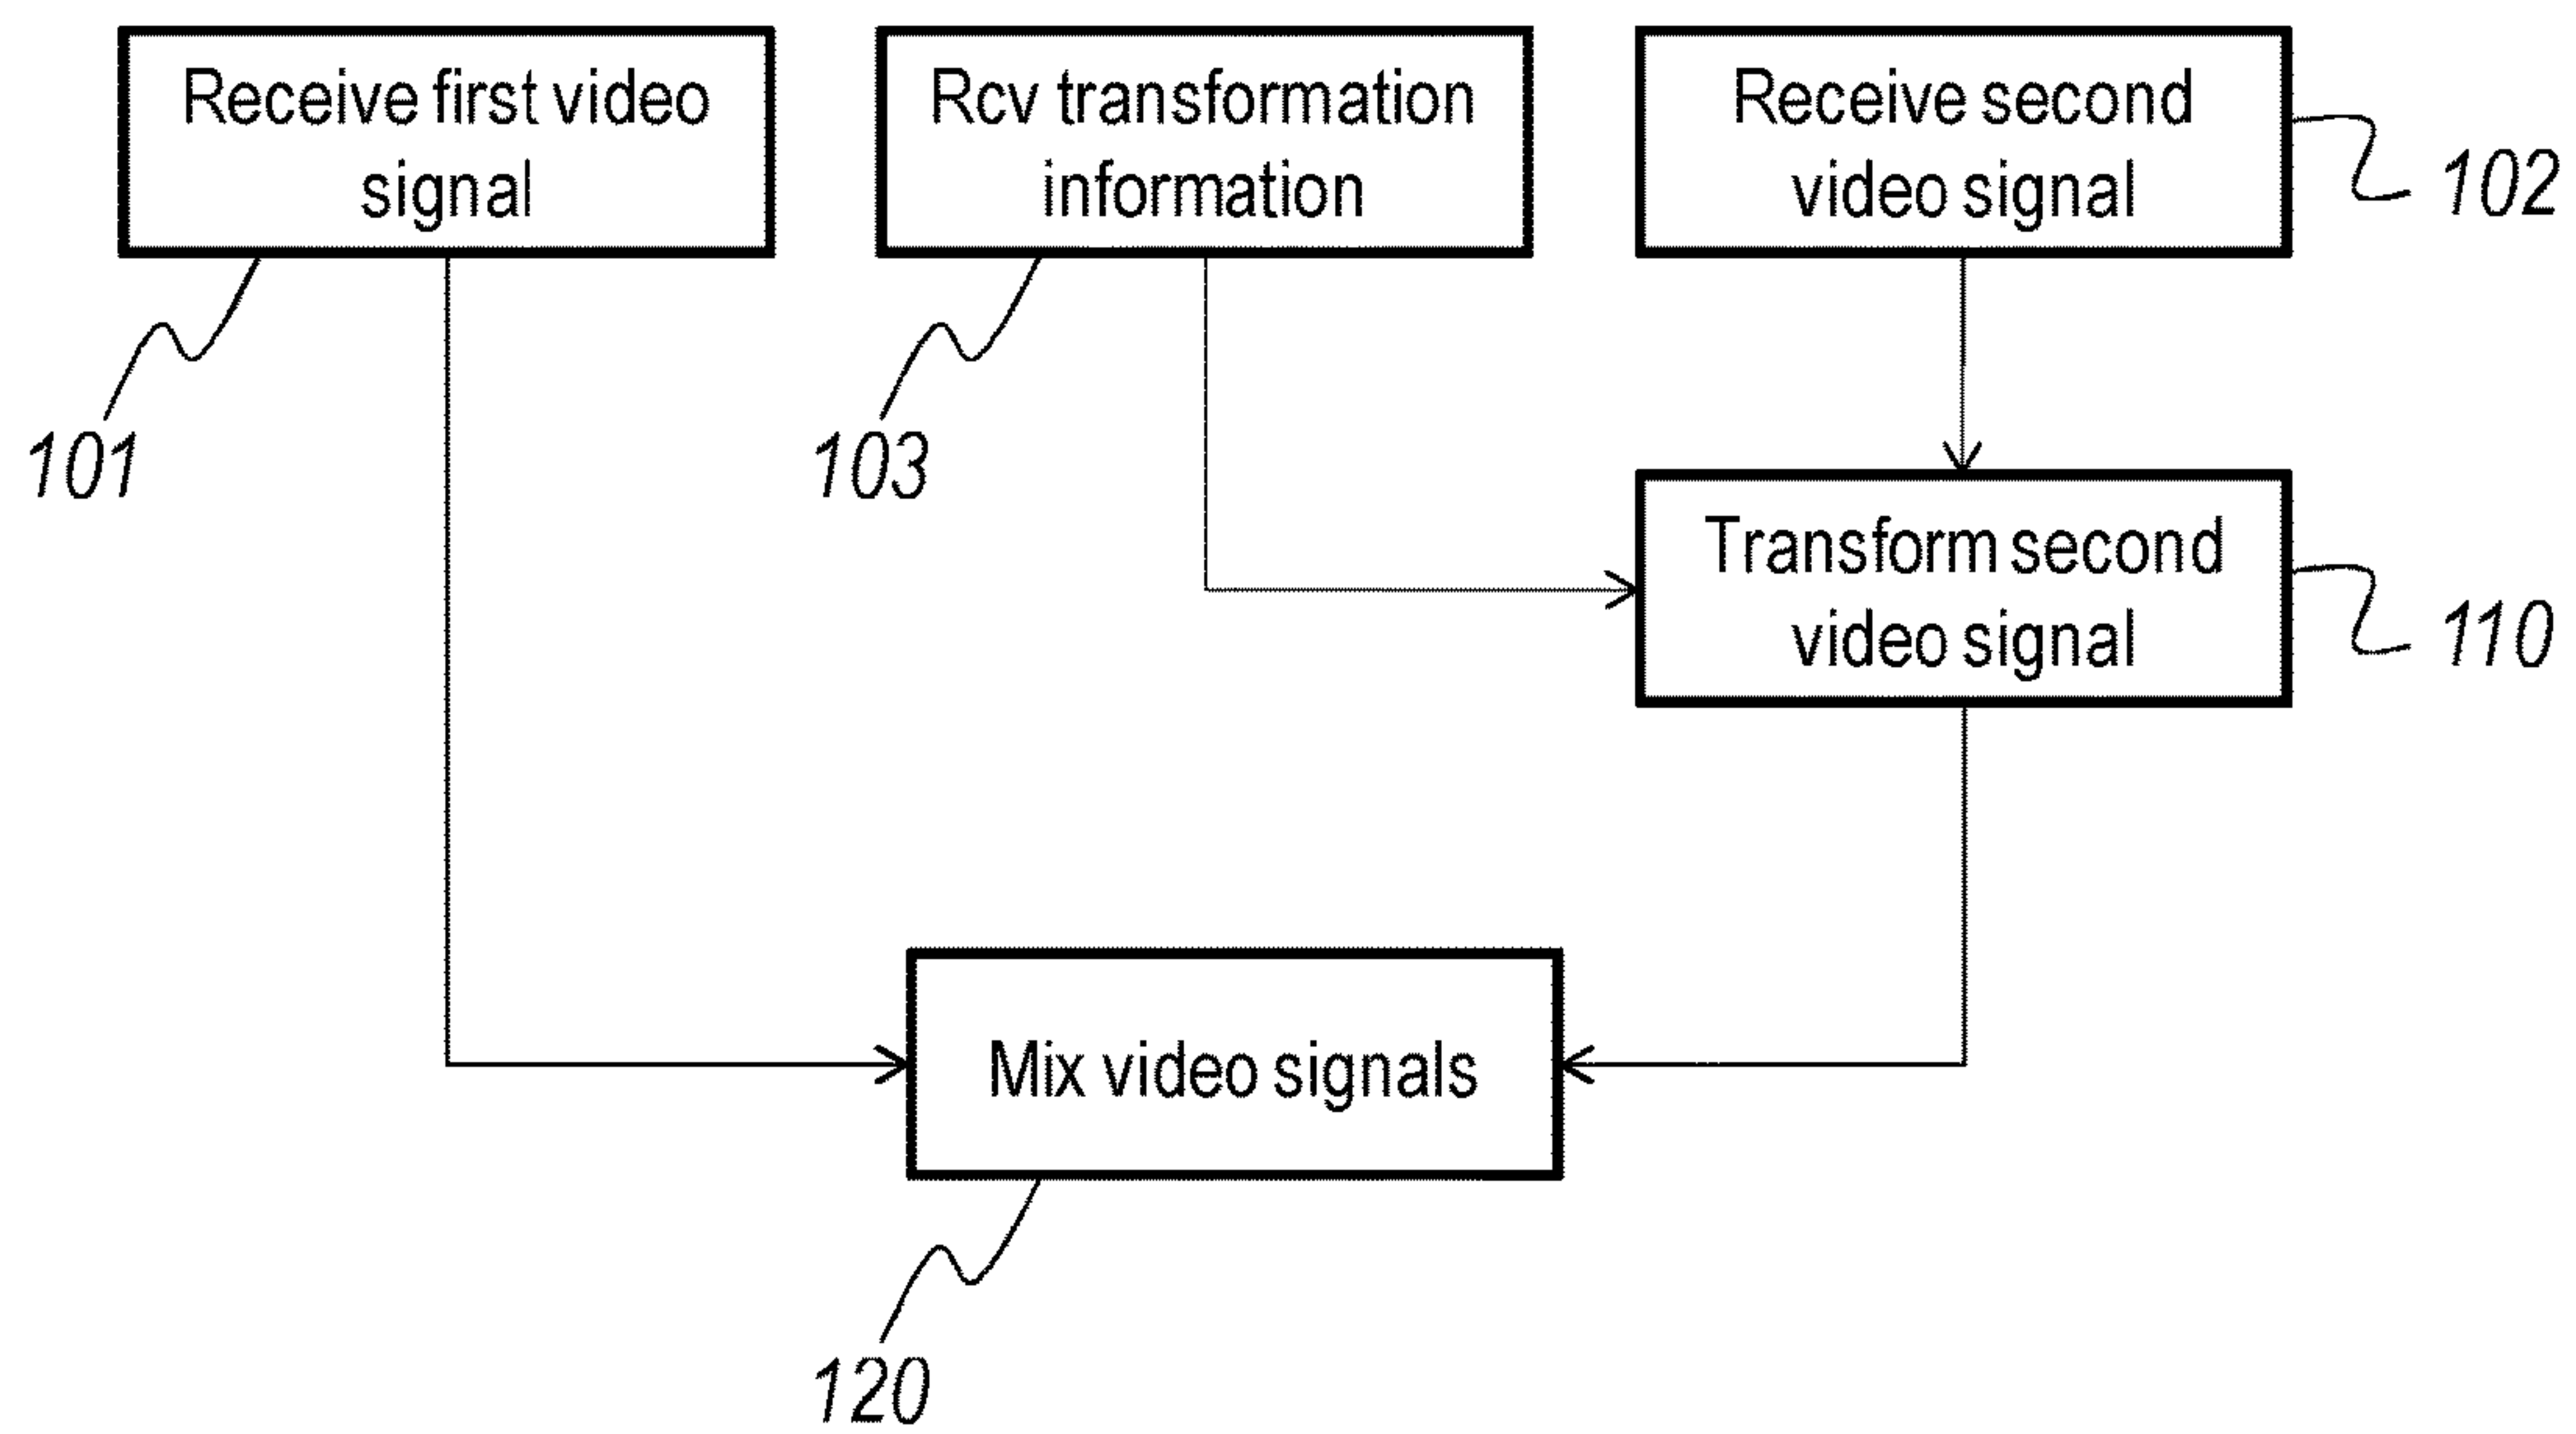 Receive first video
signal
Rcv transformation
information
Receive second
video signal
102
101
103
Transform second
video signal
110
Mix video signals
120